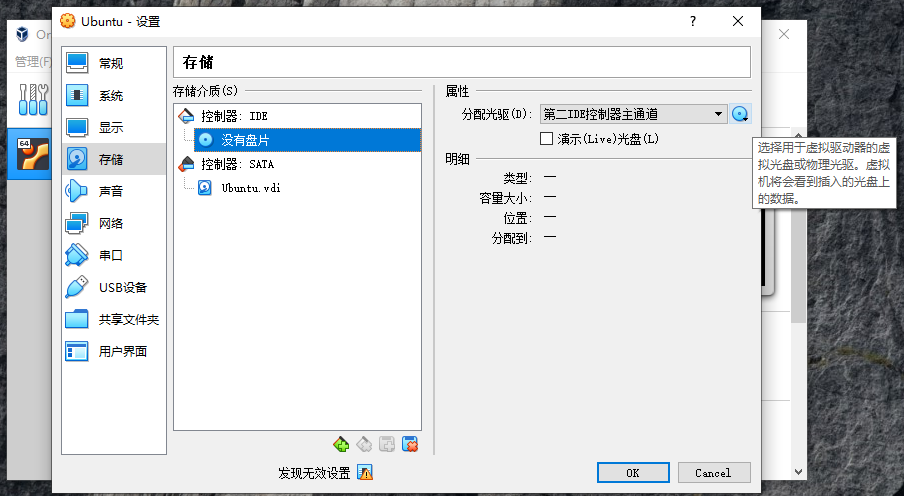 Ubuntu - 设置
?
管理(F)
常规
系统
显示
存储
声音
网络
串口
USB设备
共享文件夹
用户界面
64
存储
存储介质(S)
控制器: IDE
没有盘片
控制器: SATA
Ubuntu.vdi
属性
分配光驱(D): 第二IDE控制器主通道
演示(Live)光盘(L)
明细
类型: —
容量大小: —
位置: —
分配到: —
选择用于虚拟驱动器的虚
拟光盘或物理光驱。虚拟
机将会看到插入的光盘上
的数据。
发现无效设置
OK
Cancel